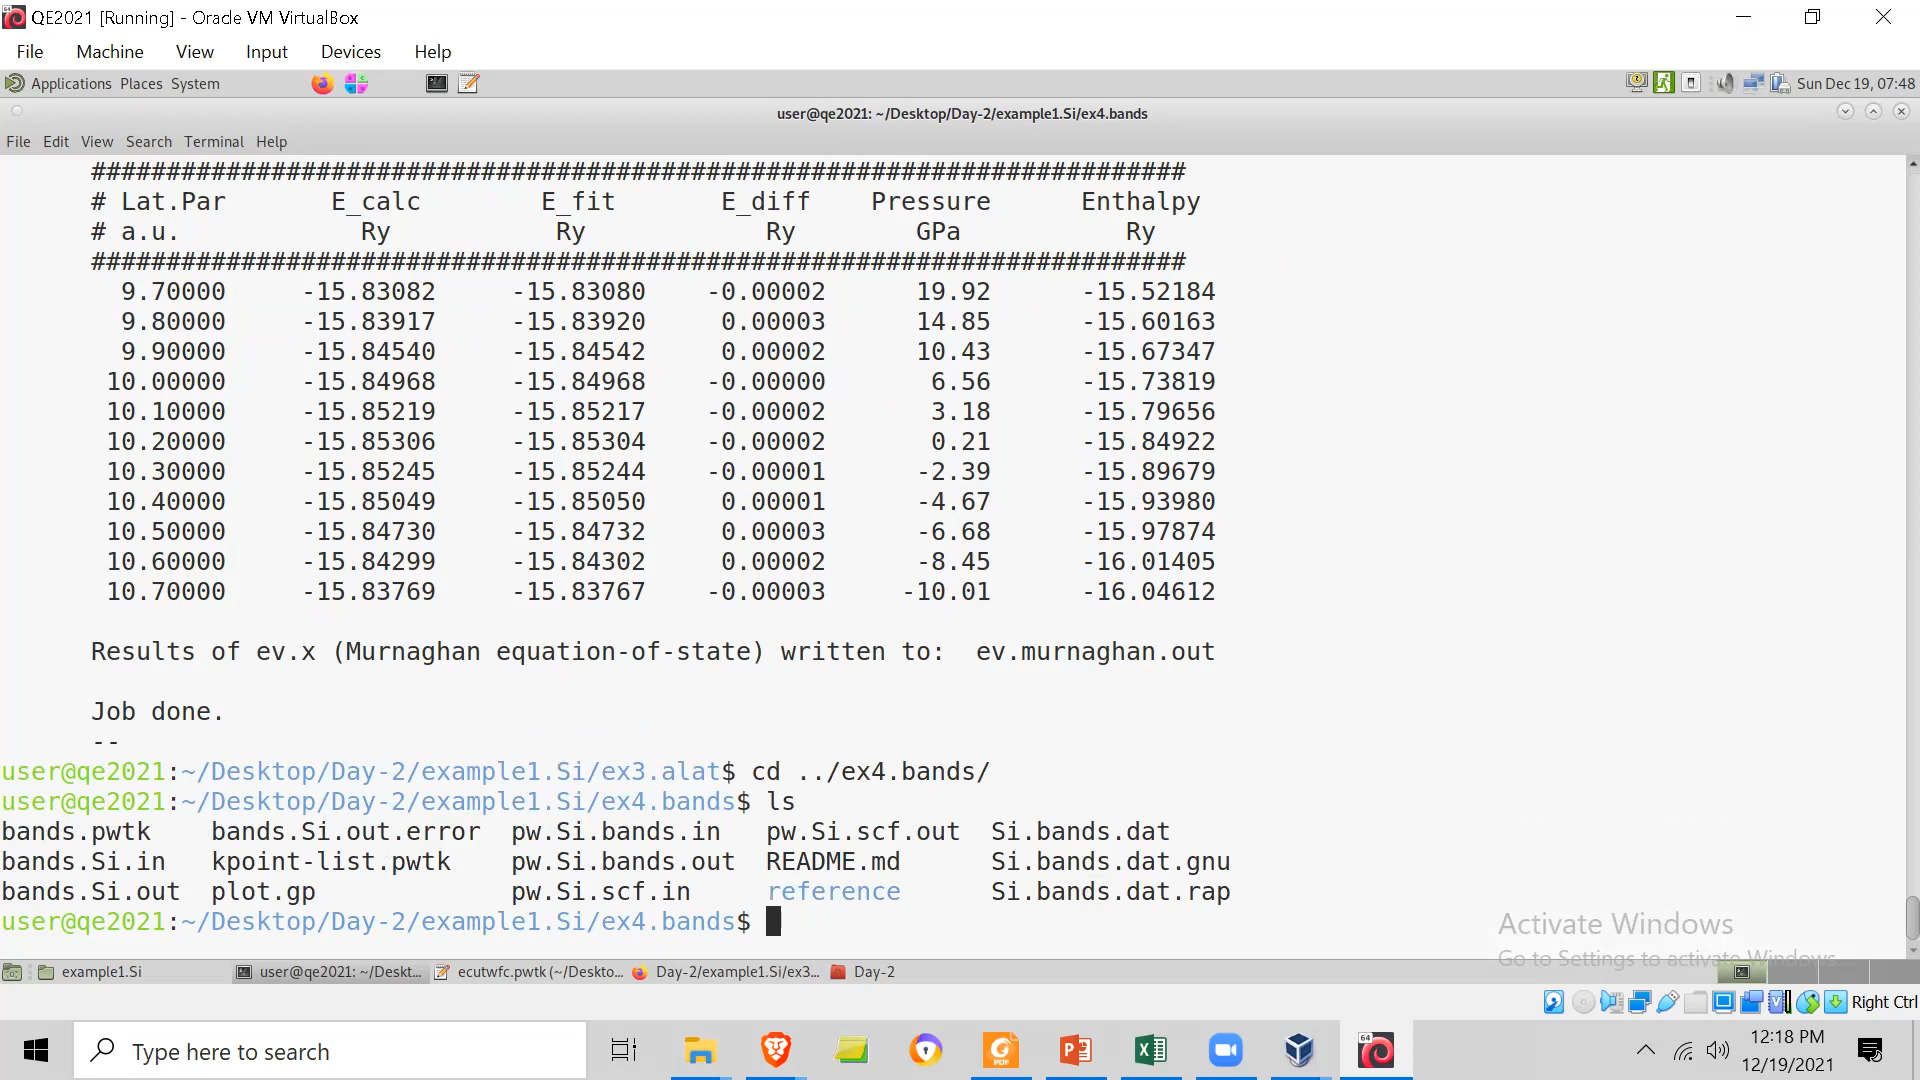 QE2021 [Running] - Oracle VM VirtualBox
File Machine View Input Devices Help
Applications Places System Sun Dec 19, 07:48
user@qe2021: ~/Desktop/Day-2/example1.Si/ex4.bands
File Edit View Search Terminal Help
#########################################################################
# Lat.Par E_calc E_fit E_diff Pressure Enthalpy
# a.u. Ry Ry Ry GPa Ry
#########################################################################
9.70000 -15.83082 -15.83080 -0.00002 19.92 -15.52184
9.80000 -15.83917 -15.83920 0.00003 14.85 -15.60163
9.90000 -15.84540 -15.84542 0.00002 10.43 -15.67347
10.00000 -15.84968 -15.84968 -0.00000 6.56 -15.73819
10.10000 -15.85219 -15.85217 -0.00002 3.18 -15.79656
10.20000 -15.85306 -15.85304 -0.00002 0.21 -15.84922
10.30000 -15.85245 -15.85244 -0.00001 -2.39 -15.89679
10.40000 -15.85049 -15.85050 0.00001 -4.67 -15.93980
10.50000 -15.84730 -15.84732 0.00003 -6.68 -15.97874
10.60000 -15.84299 -15.84302 0.00002 -8.45 -16.01405
10.70000 -15.83769 -15.83767 -0.00003 -10.01 -16.04612
Results of ev.x (Murnaghan equation-of-state) written to: ev.murnaghan.out
Job done.
--
user@qe2021:~/Desktop/Day-2/example1.Si/ex3.alat$ cd ../ex4.bands/
user@qe2021:~/Desktop/Day-2/example1.Si/ex4.bands$ ls
bands.pwtk bands.Si.out.error pw.Si.bands.in pw.Si.scf.out Si.bands.dat
bands.Si.in kpoint-list.pwtk pw.Si.bands.out README.md Si.bands.dat.gnu
bands.Si.out plot.gp pw.Si.scf.in reference Si.bands.dat.rap
user@qe2021:~/Desktop/Day-2/example1.Si/ex4.bands$
Activate Windows
Go to Settings to activate Windows.
example1.Si user@qe2021: ~/Deskt... ecutwfc.pwtk (~/Deskto... Day-2/example1.Si/ex3... Day-2
Right Ctrl
Type here to search
12:18 PM
12/19/2021